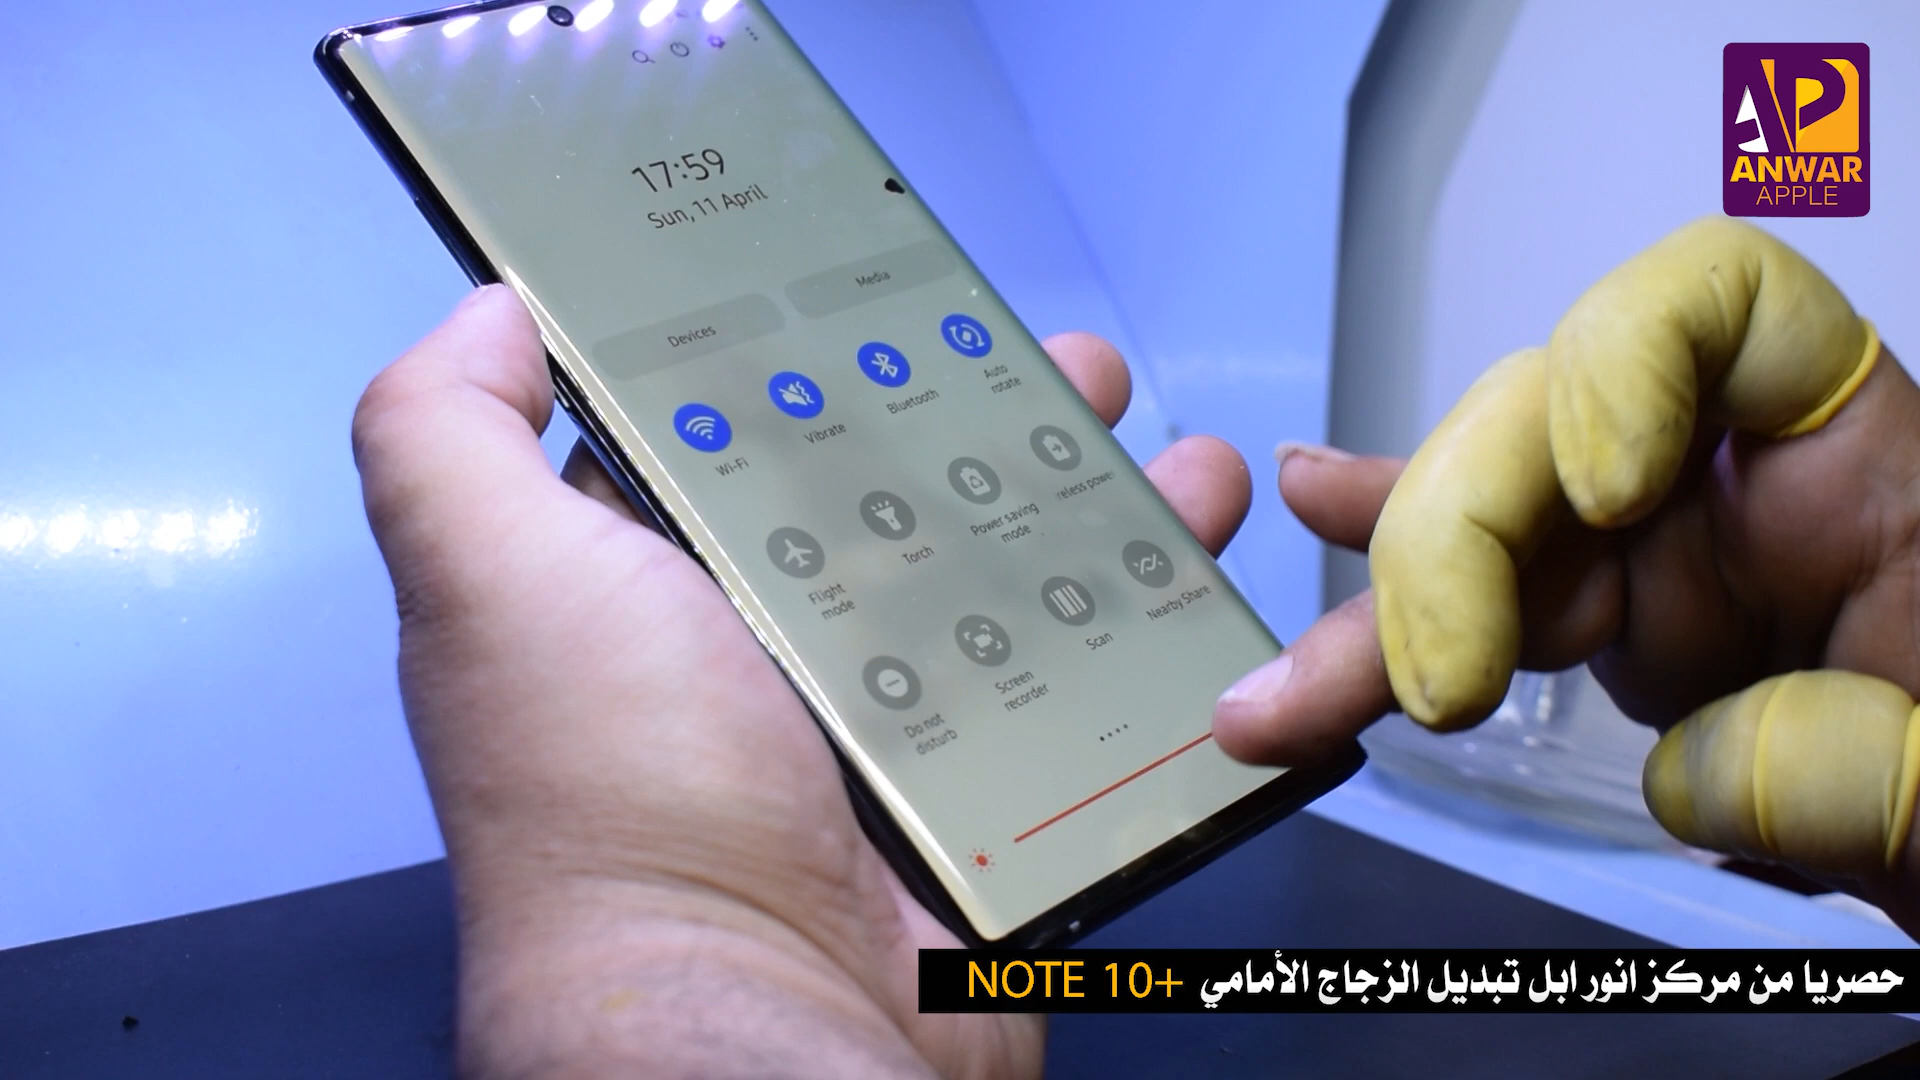 ANWAR
APPLE
17:59
Sun, 11 April
Devices
Media
Wi-Fi
Vibrate
Bluetooth
Auto
rotate
Flight
mode
Torch
Power saving
mode
reless power
Do not
disturb
Screen
recorder
Scan
Nearby Share
حصريا من مركز انور ابل تبديل الزجاج الأمامي NOTE 10+